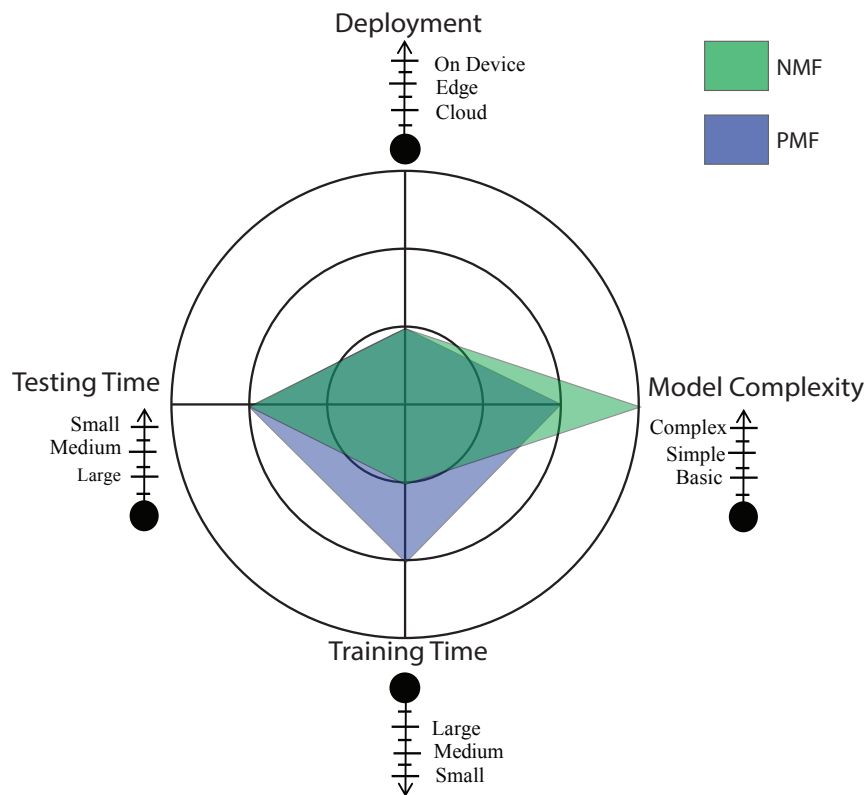 Deployment
On Device
Edge
Cloud
NMF
PMF
Testing Time
Small
Medium
Large
Model Complexity
Complex
Simple
Basic
Training Time
Large
Medium
Small